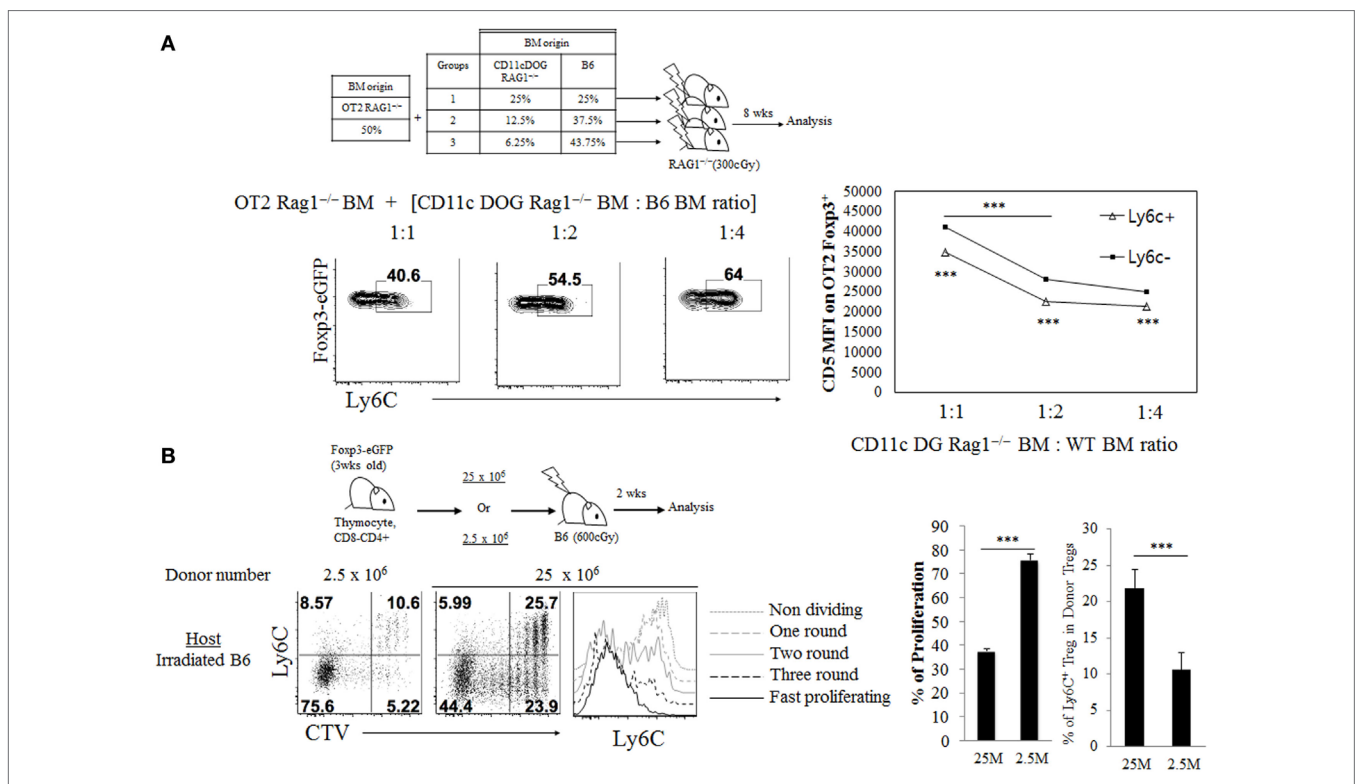 A
BM origin
Groups
CD11cDOG RAG1⁻/⁻
B6
BM origin
OT2 RAG1⁻/⁻
50%
+
1
25%
25%
2
12.5%
37.5%
3
6.25%
43.75%
8 wks
Analysis
RAG1⁻/⁻(300cGy)
OT2 Rag1⁻/⁻ BM + [CD11c DOG Rag1⁻/⁻ BM : B6 BM ratio]
1:1
1:2
1:4
40.6
54.5
64
Foxp3-eGFP
Ly6C
CD5 MFI on OT2 Foxp3⁺
50000
45000
40000
35000
30000
25000
20000
15000
10000
5000
0
***
***
***
***
Ly6c+
Ly6c-
1:1
1:2
1:4
CD11c DG Rag1⁻/⁻ BM : WT BM ratio
B
Foxp3-eGFP
(3wks old)
Thymocyte,
CD8-CD4+
25 x 10⁶
Or
2.5 x 10⁶
B6 (600cGy)
2 wks
Analysis
Donor number
2.5 x 10⁶
25 x 10⁶
Host
Irradiated B6
Ly6C
8.57
10.6
75.6
5.22
5.99
25.7
44.4
23.9
CTV
Ly6C
Non dividing
One round
Two round
Three round
Fast proliferating
% of Proliferation
90
80
70
60
50
40
30
20
10
0
***
25M
2.5M
% of Ly6C⁺ Treg in Donor Tregs
30
25
20
15
10
5
0
***
25M
2.5M